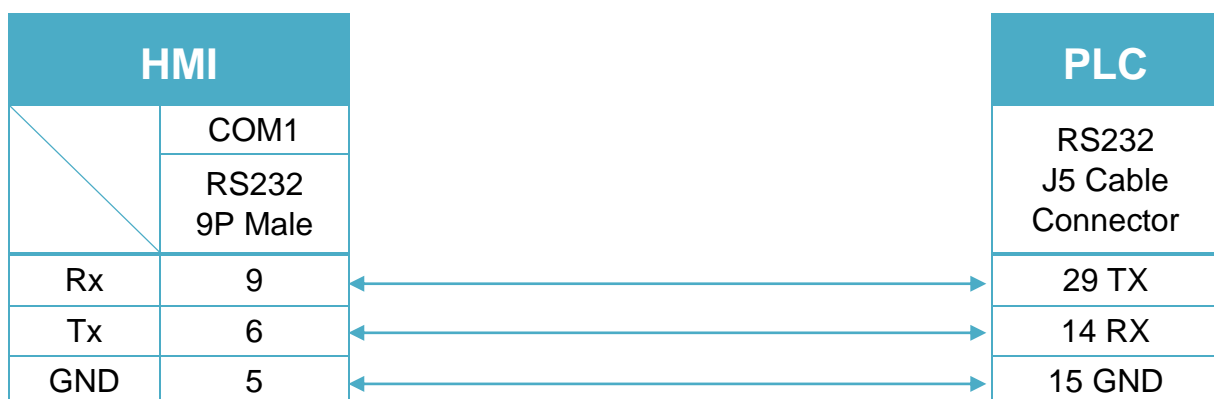 HMI
PLC
COM1
RS232
9P Male
RS232
J5 Cable
Connector
Rx 9 29 TX
Tx 6 14 RX
GND 5 15 GND